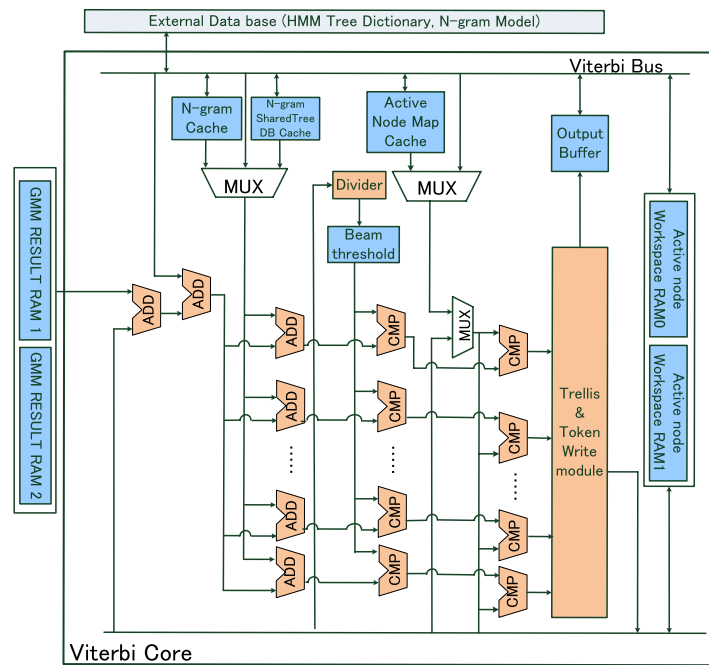 External Data base (HMM Tree Dictionary, N-gram Model)
Viterbi Bus
N-gram
Cache
N-gram
SharedTree
DB Cache
Active
Node Map
Cache
Output
Buffer
MUX
Divider
MUX
Beam
threshold
GMM RESULT RAM 1
GMM RESULT RAM 2
Active node
Workspace RAM0
Active node
Workspace RAM1
ADD
ADD
ADD
CMP
MUX
CMP
ADD
CMP
CMP
ADD
CMP
CMP
ADD
CMP
CMP
Trellis
&
Token
Write
module
Viterbi Core